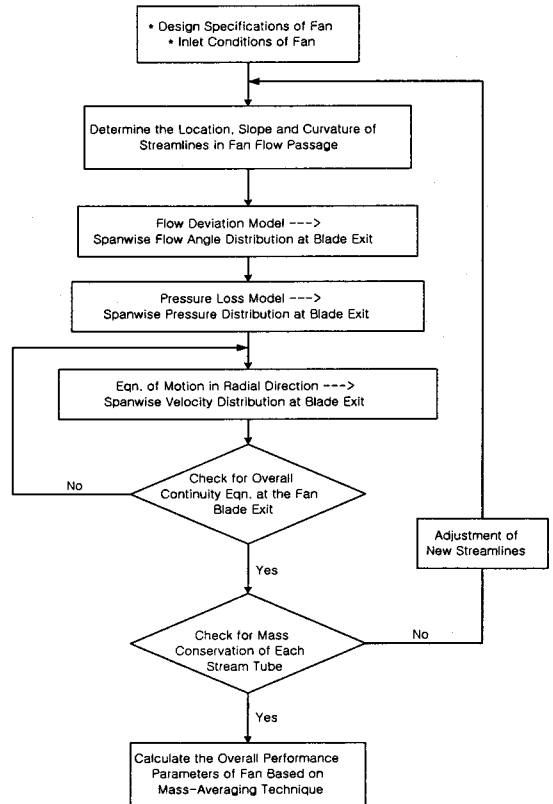 * Design Specifications of Fan
* Inlet Conditions of Fan
Determine the Location, Slope and Curvature of
Streamlines in Fan Flow Passage
Flow Deviation Model --->
Spanwise Flow Angle Distribution at Blade Exit
Pressure Loss Model --->
Spanwise Pressure Distribution at Blade Exit
Eqn. of Motion in Radial Direction --->
Spanwise Velocity Distribution at Blade Exit
Check for Overall
Continuity Eqn. at the Fan
Blade Exit
No
Yes
Adjustment of
New Streamlines
Check for Mass
Conservation of Each
Stream Tube
No
Yes
Calculate the Overall Performance
Parameters of Fan Based on
Mass-Averaging Technique